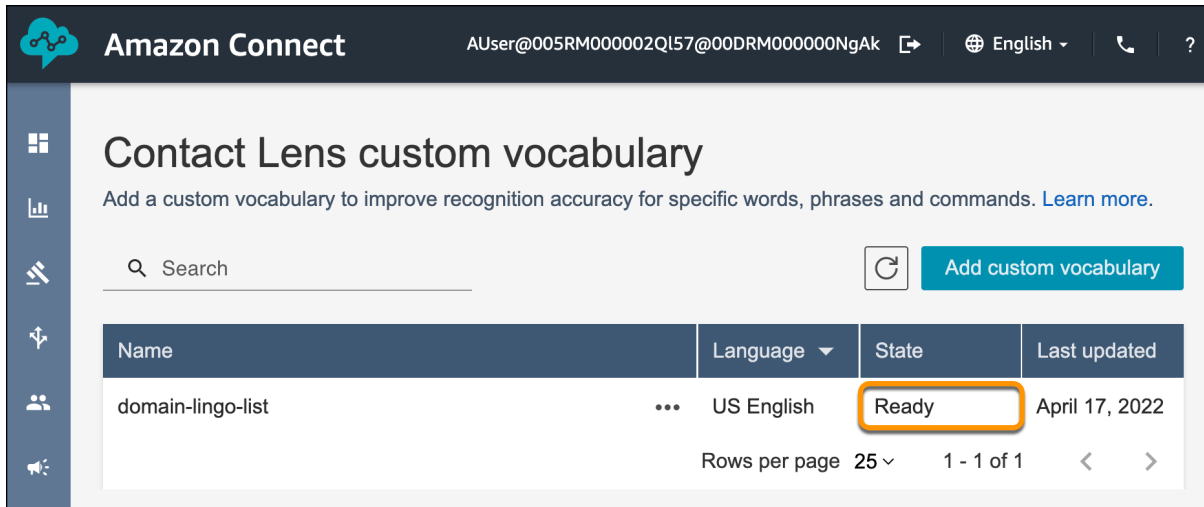 Amazon Connect AUser@005RM000002Ql57@00DRM000000NgAk English ?
Contact Lens custom vocabulary
Add a custom vocabulary to improve recognition accuracy for specific words, phrases and commands. Learn more.
Search Add custom vocabulary
Name Language State Last updated
domain-lingo-list ••• US English Ready April 17, 2022
Rows per page 25 1 - 1 of 1